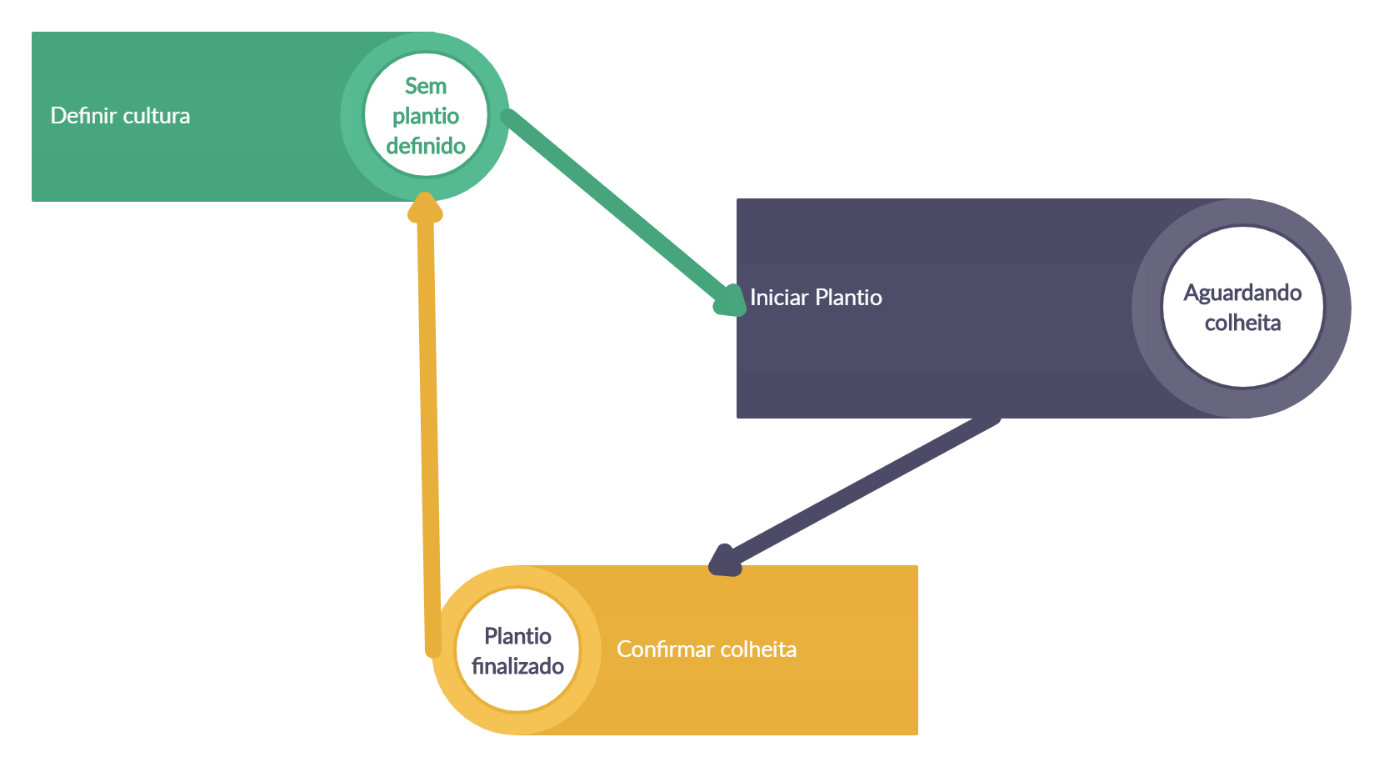 Definir cultura
Sem
plantio
definido
Iniciar Plantio
Aguardando
colheita
Plantio
finalizado
Confirmar colheita